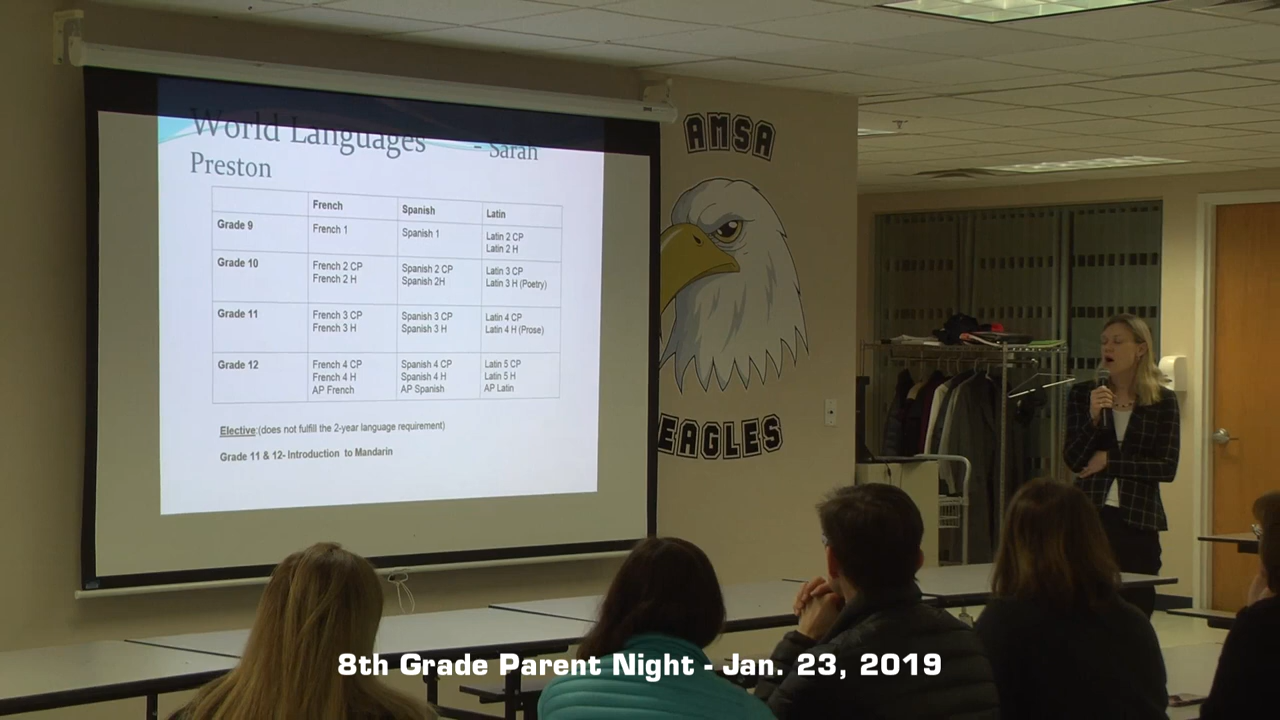 World Languages - Sarah
Preston
French Spanish Latin
Grade 9 French 1 Spanish 1 Latin 2 CP
Latin 2 H
Grade 10 French 2 CP Spanish 2 CP Latin 3 CP
French 2 H Spanish 2H Latin 3 H (Poetry)
Grade 11 French 3 CP Spanish 3 CP Latin 4 CP
French 3 H Spanish 3 H Latin 4 H (Prose)
Grade 12 French 4 CP Spanish 4 CP Latin 5 CP
French 4 H Spanish 4 H Latin 5 H
AP French AP Spanish AP Latin
Elective:(does not fulfill the 2-year language requirement)
Grade 11 & 12- Introduction to Mandarin
AMSA
EAGLES
8th Grade Parent Night - Jan. 23, 2019